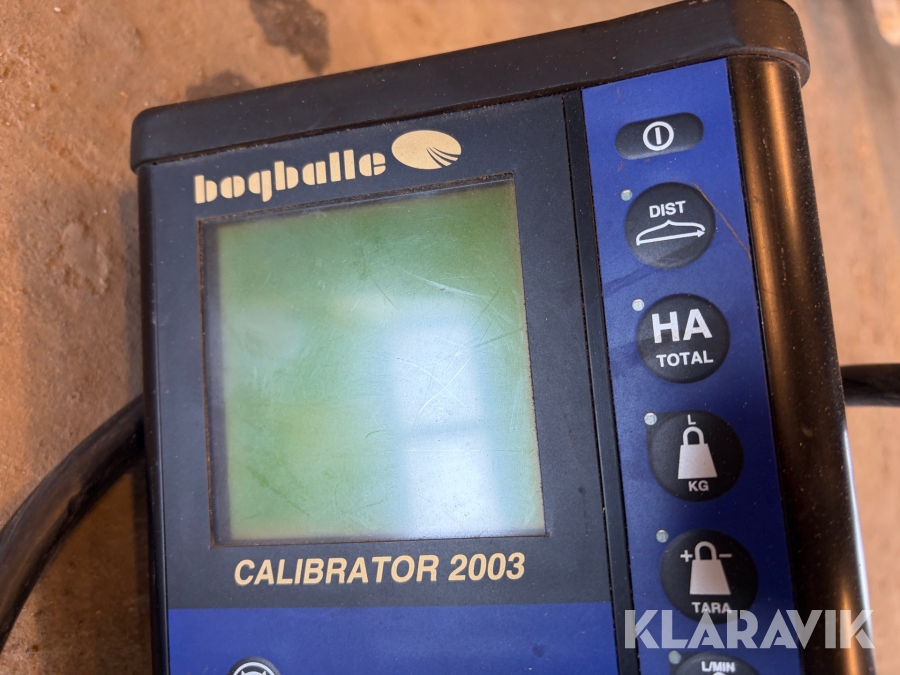 bogballe
DIST
HA
TOTAL
L
KG
+ -
TARA
CALIBRATOR 2003
L/MIN
KLARAVIK